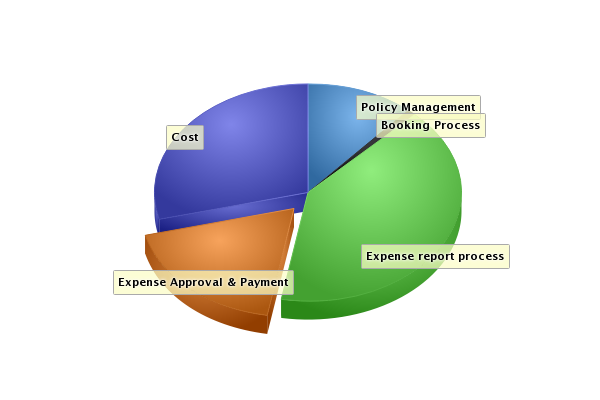 Policy Management
Booking Process
Cost
Expense report process
Expense Approval & Payment